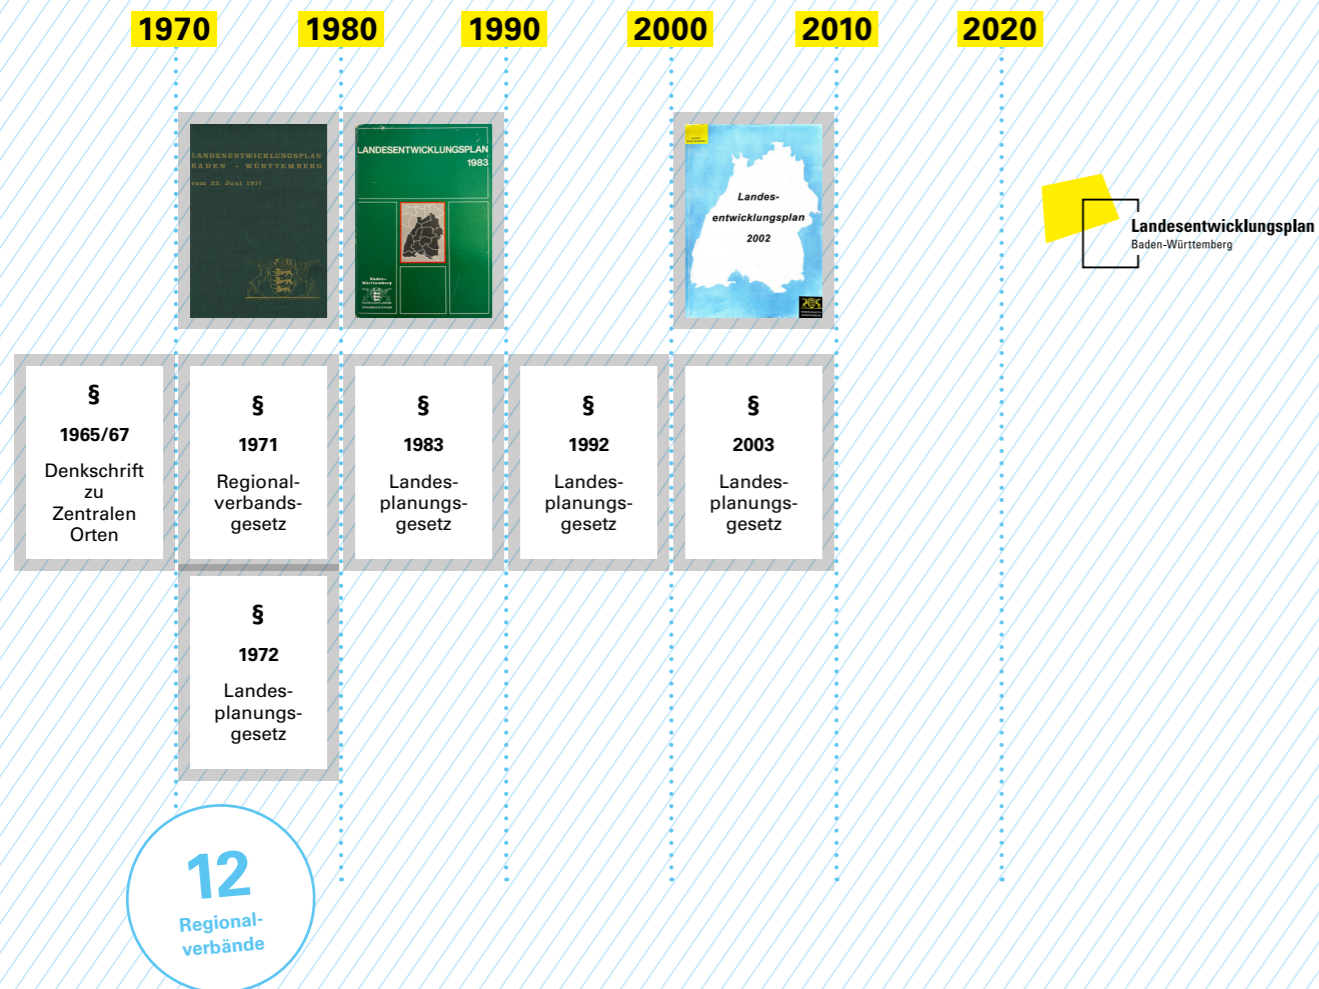 1970 1980 1990 2000 2010 2020
LANDESENTWICKLUNGSPLAN
BADEN - WÜRTTEMBERG
vom 22. Juni 1971
LANDESENTWICKLUNGSPLAN
1983
Baden-
Württemberg
Landes-
entwicklungsplan
2002
Landesentwicklungsplan
Baden-Württemberg
§
1965/67
Denkschrift
zu
Zentralen
Orten
§
1971
Regional-
verbands-
gesetz
§
1983
Landes-
planungs-
gesetz
§
1992
Landes-
planungs-
gesetz
§
2003
Landes-
planungs-
gesetz
§
1972
Landes-
planungs-
gesetz
12
Regional-
verbände